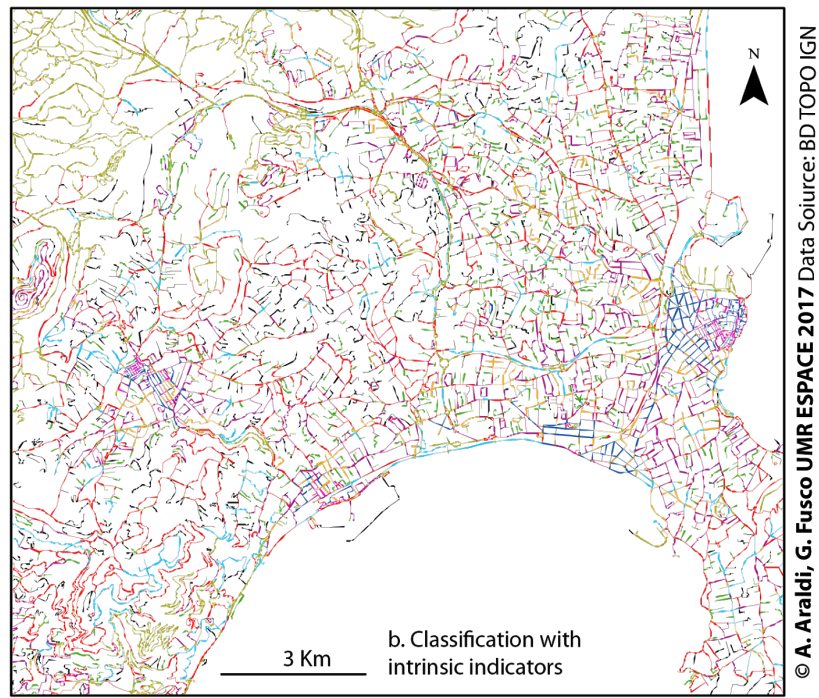 N
3 Km
b. Classification with
intrinsic indicators
© A. Araldi, G. Fusco UMR ESPACE 2017 Data Soiurce: BD TOPO IGN